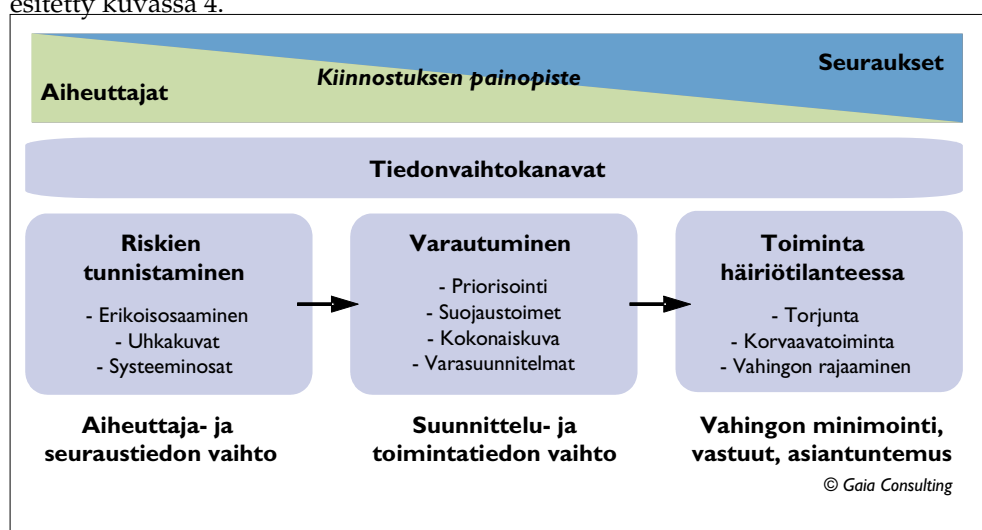 esitetty kuvassa 4.
Aiheuttajat
Kiinnostuksen painopiste
Seuraukset
Tiedonvaihtokanavat
Riskien
tunnistaminen
- Erikoisosaaminen
- Uhkakuvat
- Systeeminosat
Varautuminen
- Priorisointi
- Suojaustoimet
- Kokonaiskuva
- Varasuunnitelmat
Toiminta
häiriötilanteessa
- Torjunta
- Korvaavatoiminta
- Vahingon rajaaminen
Aiheuttaja- ja
seuraustiedon vaihto
Suunnittelu- ja
toimintatiedon vaihto
Vahingon minimointi,
vastuut, asiantuntemus
© Gaia Consulting